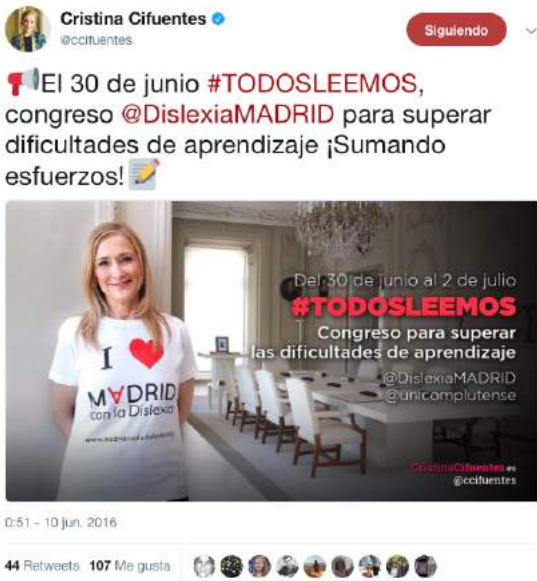 Cristina Cifuentes
@ccifuentes
Siguiendo
El 30 de junio #TODOSLEEMOS,
congreso @DislexiaMADRID para superar
dificultades de aprendizaje ¡Sumando
esfuerzos!
Del 30 de junio al 2 de julio
#TODOSLEEMOS
Congreso para superar
las dificultades de aprendizaje
@DislexiaMADRID
@unicomplutense
I
MADRID
con la Dislexia
CristinaCifuentes.es
@ccifuentes
0:51 - 10 jun. 2016
44 Retweets 107 Me gusta